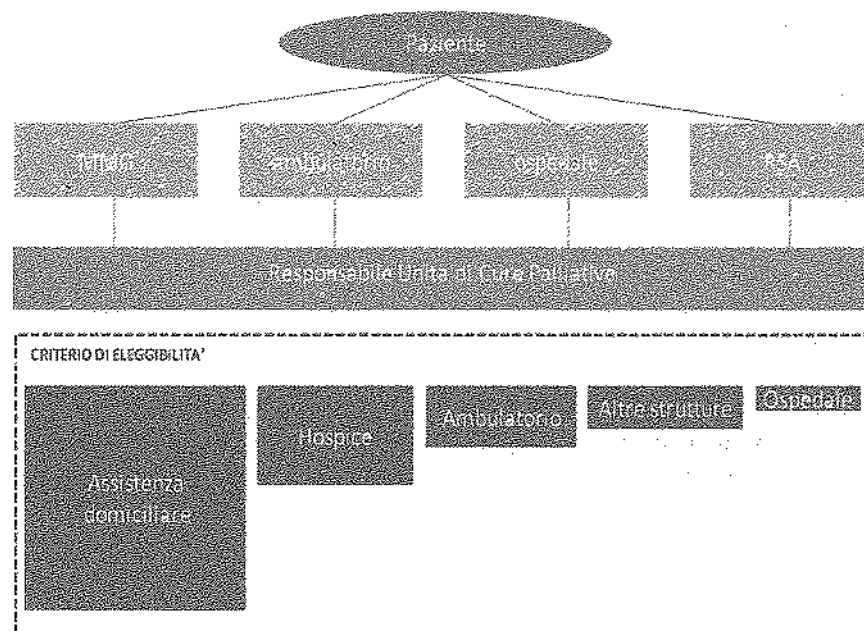 Paziente
MMG
ambulatorio
ospedale
RSA
Responsabile Unità di Cure Palliative
CRITERIO DI ELEGGIBILITA'
Assistenza
domiciliare
Hospice
Ambulatorio
Altre strutture
Ospedale